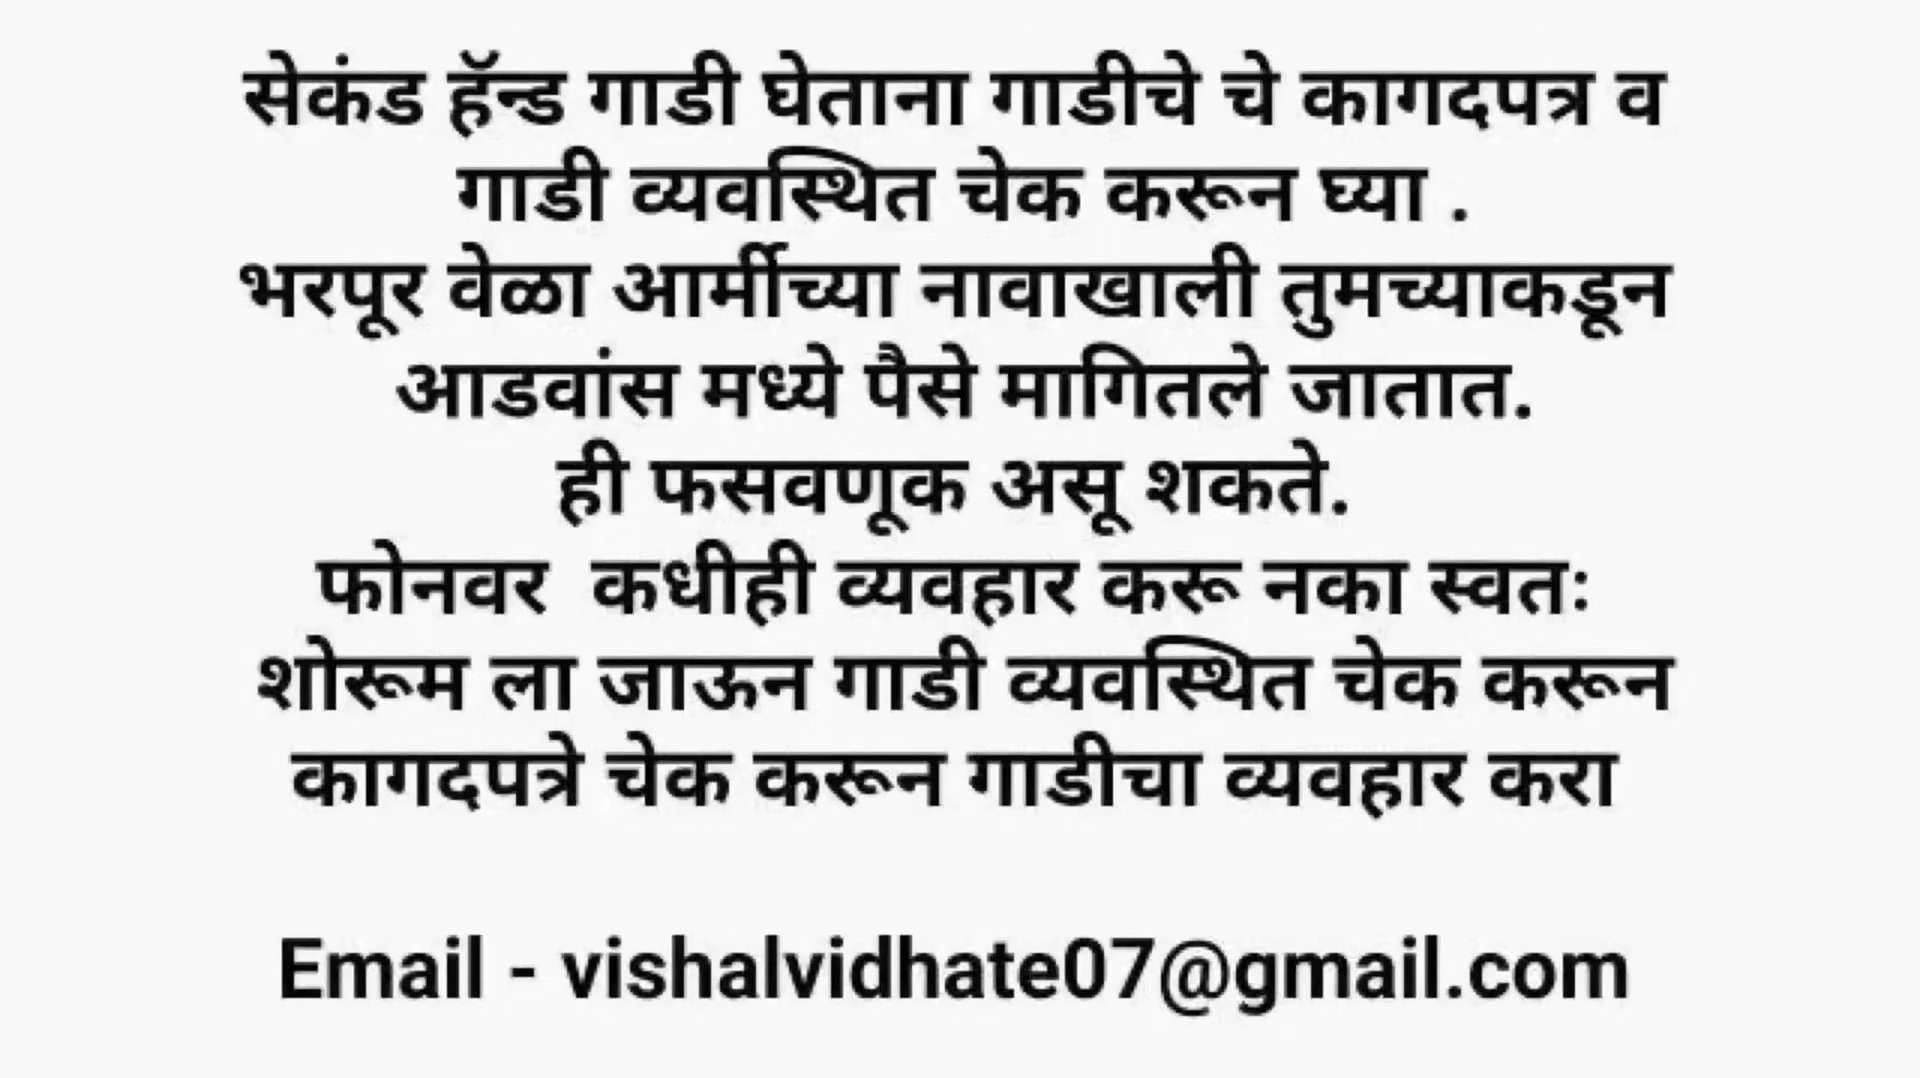 सेकंड हॅन्ड गाडी घेताना गाडीचे चे कागदपत्र व
गाडी व्यवस्थित चेक करून घ्या .
भरपूर वेळा आर्मीच्या नावाखाली तुमच्याकडून
आडवांस मध्ये पैसे मागितले जातात.
ही फसवणूक असू शकते.
फोनवर  कधीही व्यवहार करू नका स्वतः
शोरूम ला जाऊन गाडी व्यवस्थित चेक करून
कागदपत्रे चेक करून गाडीचा व्यवहार करा
Email - vishalvidhate07@gmail.com